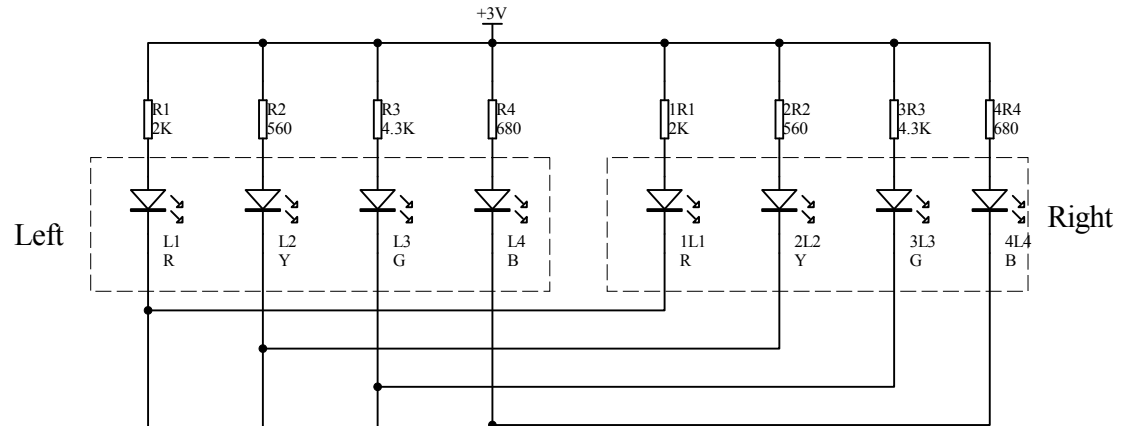 +3V
R1
2K
R2
560
R3
4.3K
R4
680
1R1
2K
2R2
560
3R3
4.3K
4R4
680
Left
L1
R
L2
Y
L3
G
L4
B
1L1
R
2L2
Y
3L3
G
4L4
B
Right